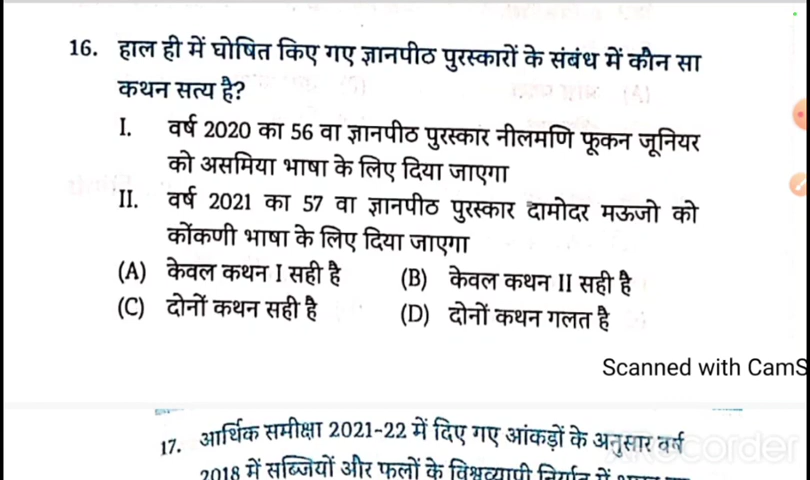 16. हाल ही में घोषित किए गए ज्ञानपीठ पुरस्कारों के संबंध में कौन सा
कथन सत्य है?
I. वर्ष 2020 का 56 वा ज्ञानपीठ पुरस्कार नीलमणि फूकन जूनियर
को असमिया भाषा के लिए दिया जाएगा
II. वर्ष 2021 का 57 वा ज्ञानपीठ पुरस्कार दामोदर मऊजो को
कोंकणी भाषा के लिए दिया जाएगा
(A) केवल कथन I सही है (B) केवल कथन II सही है
(C) दोनों कथन सही है (D) दोनों कथन गलत है
Scanned with CamS
17. आर्थिक समीक्षा 2021-22 में दिए गए आंकड़ों के अनुसार वर्ष
XRecorder
2018 में सब्जियों और फलों के विश्वव्यापी निर्यात में